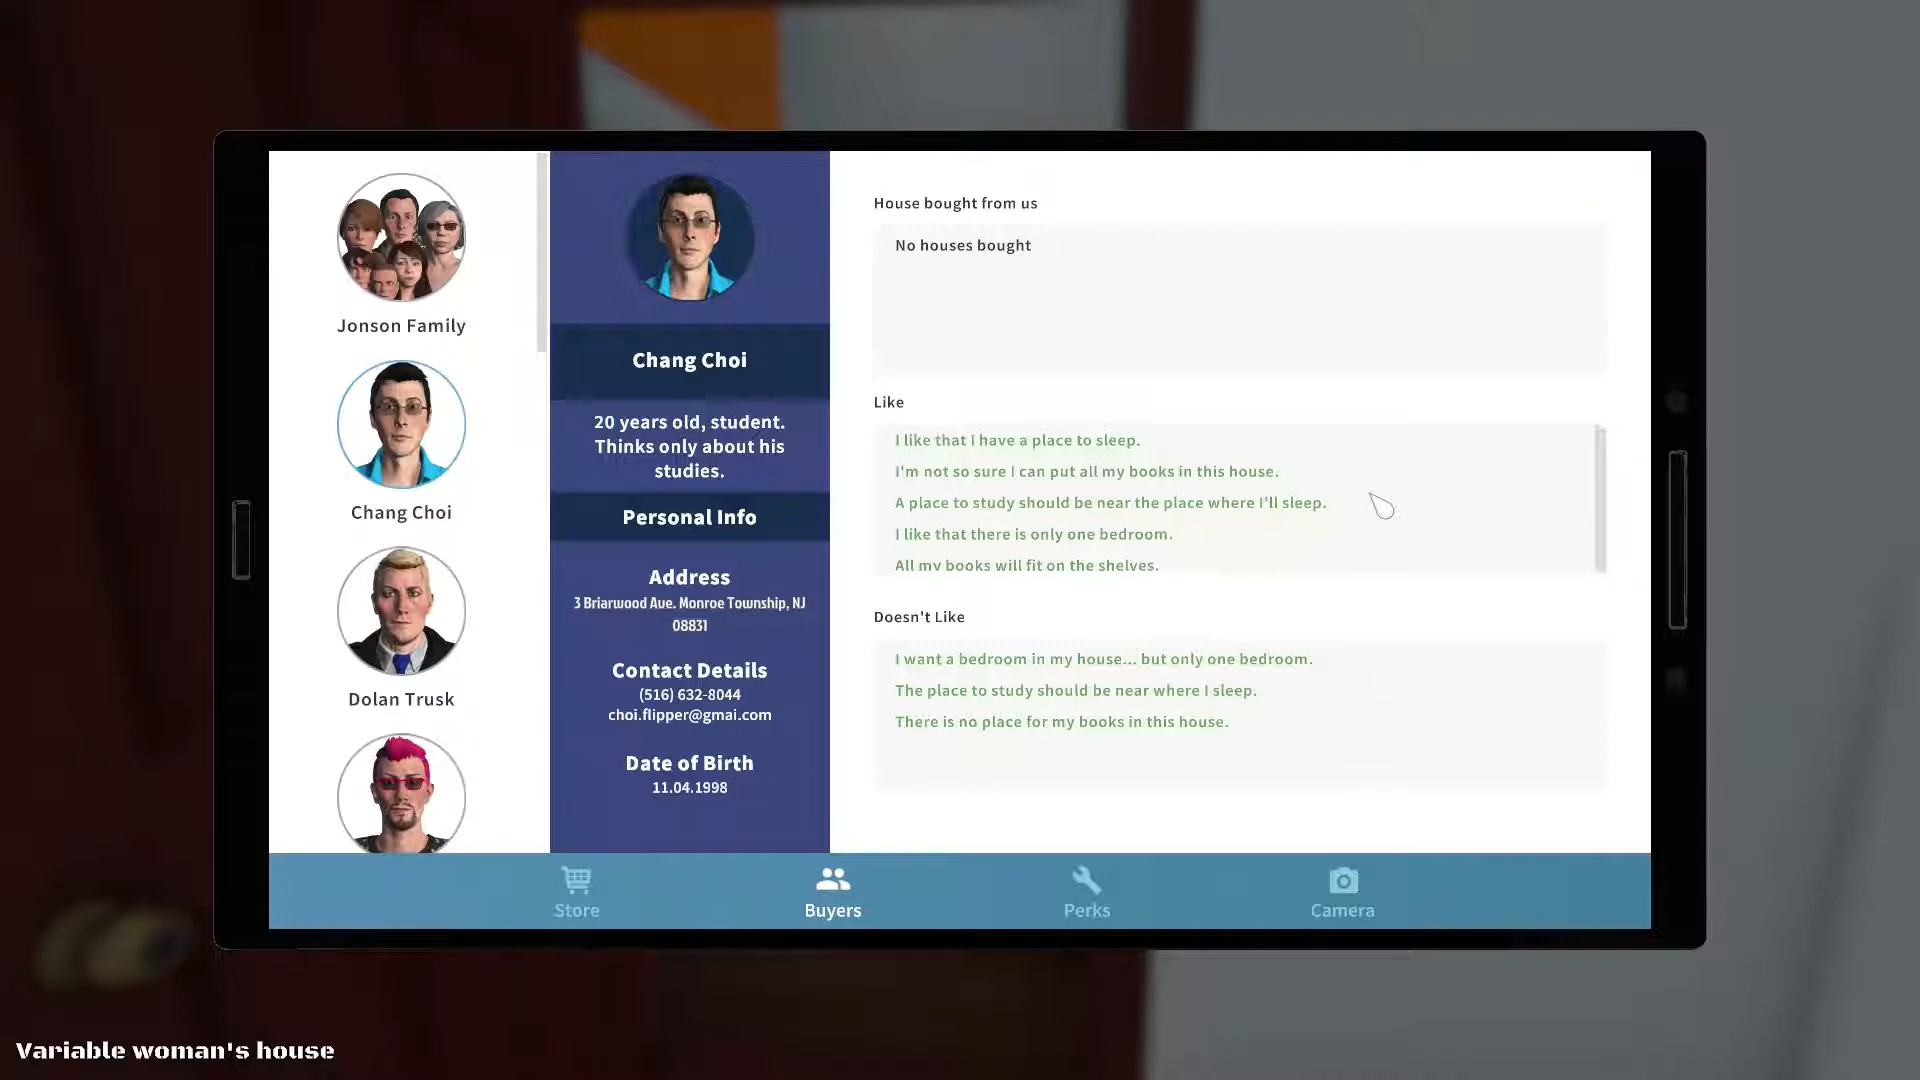 Jonson Family
Chang Choi
Dolan Trusk
Chang Choi
20 years old, student.
Thinks only about his
studies.
Personal Info
Address
3 Briarwood Ave. Monroe Township, NJ
08831
Contact Details
(516) 632-8044
choi.flipper@gmai.com
Date of Birth
11.04.1998
House bought from us
No houses bought
Like
I like that I have a place to sleep.
I'm not so sure I can put all my books in this house.
A place to study should be near the place where I'll sleep.
I like that there is only one bedroom.
All my books will fit on the shelves.
Doesn't Like
I want a bedroom in my house... but only one bedroom.
The place to study should be near where I sleep.
There is no place for my books in this house.
Store
Buyers
Perks
Camera
Variable woman's house